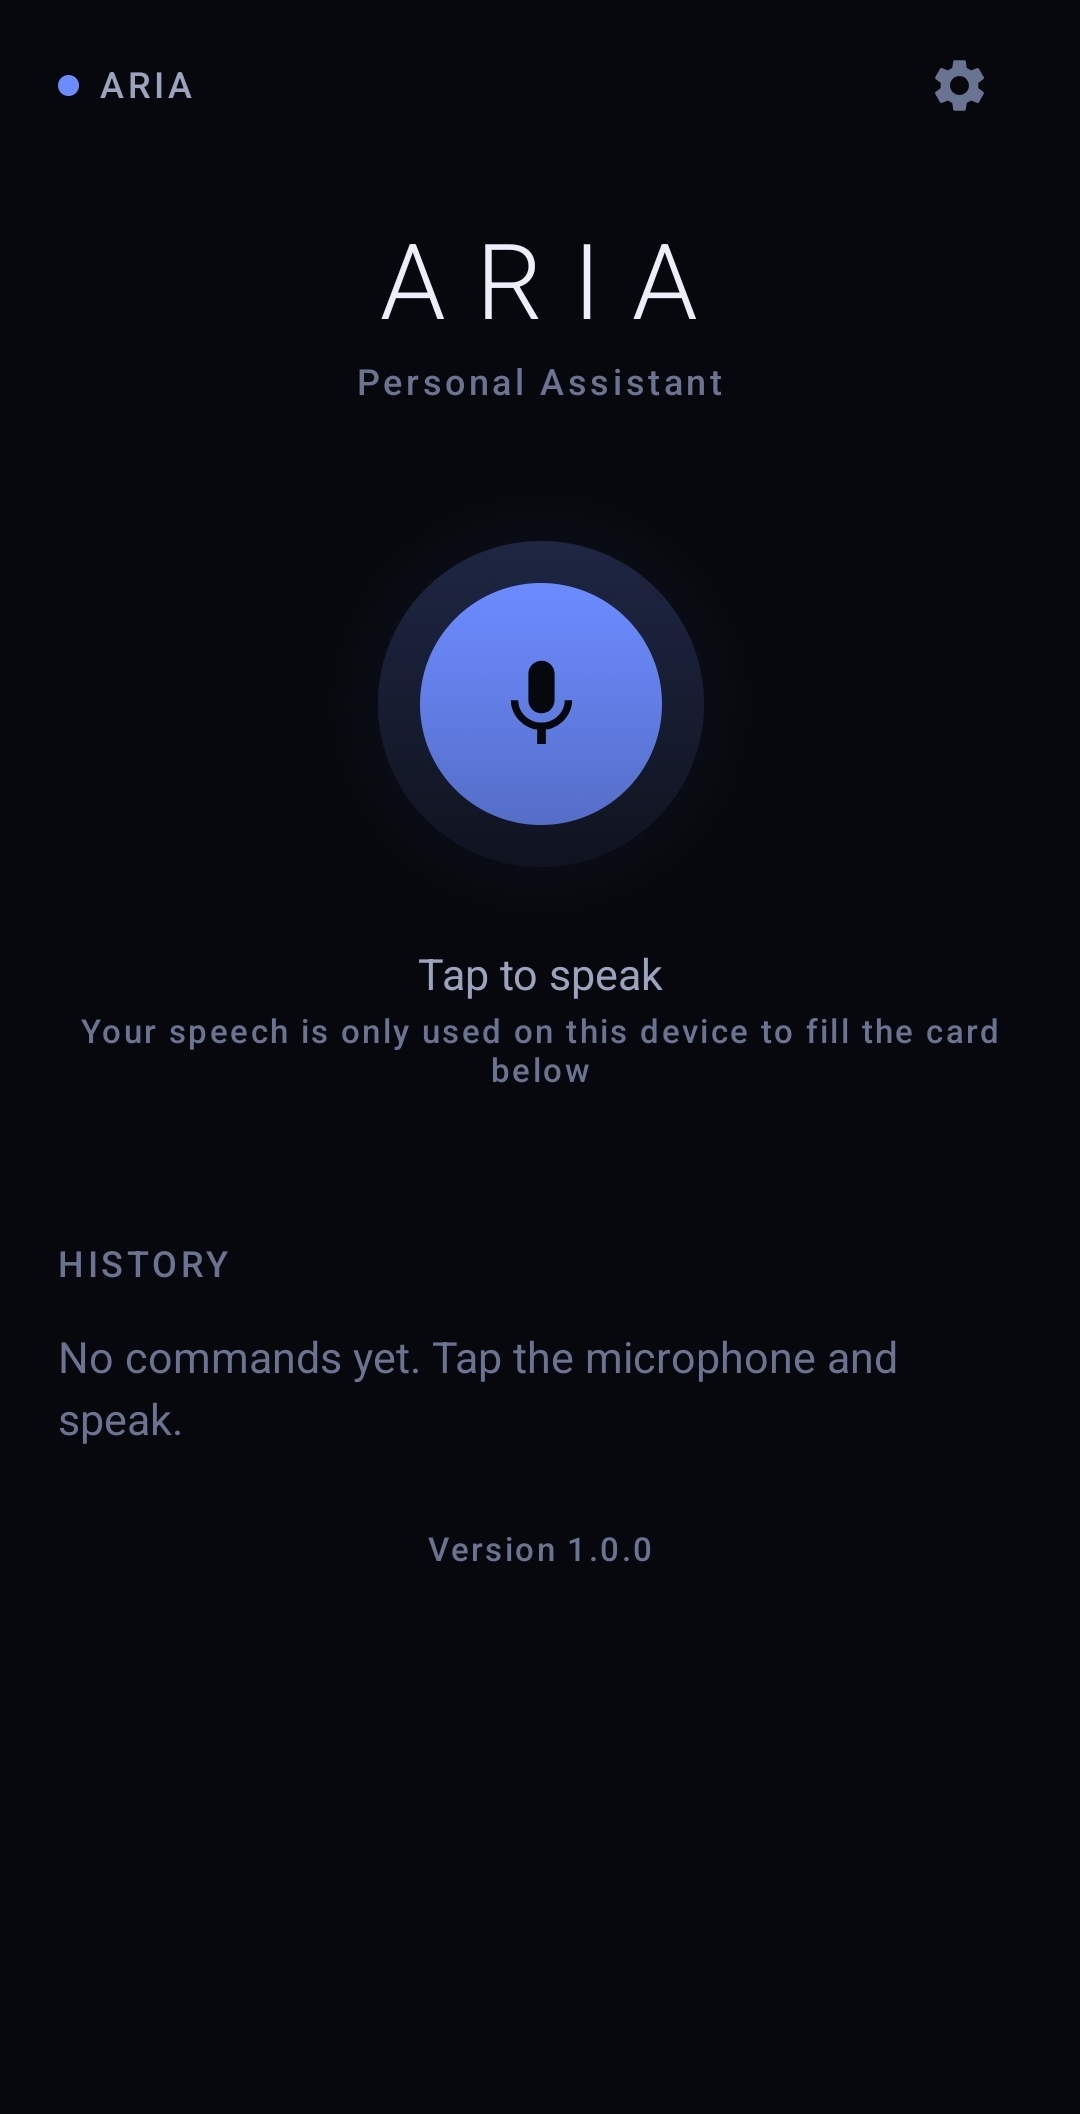 ARIA
ARIA
Personal Assistant
Tap to speak
Your speech is only used on this device to fill the card
below
HISTORY
No commands yet. Tap the microphone and
speak.
Version 1.0.0